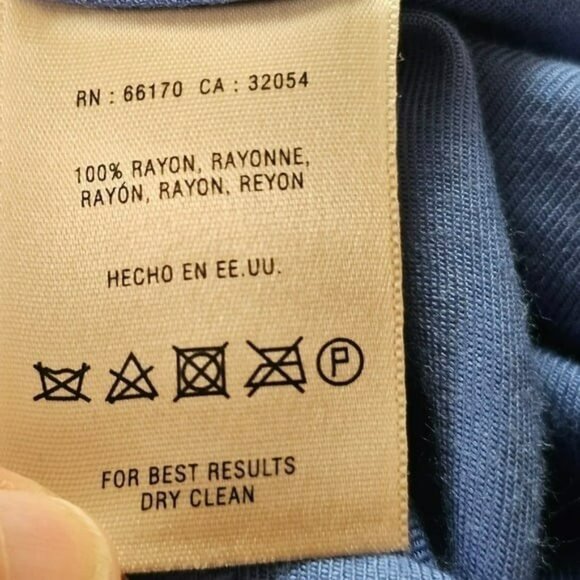 RN : 66170 CA : 32054
100% RAYON, RAYONNE,
RAYÓN, RAYON, REYON
HECHO EN EE.UU.
P
FOR BEST RESULTS
DRY CLEAN